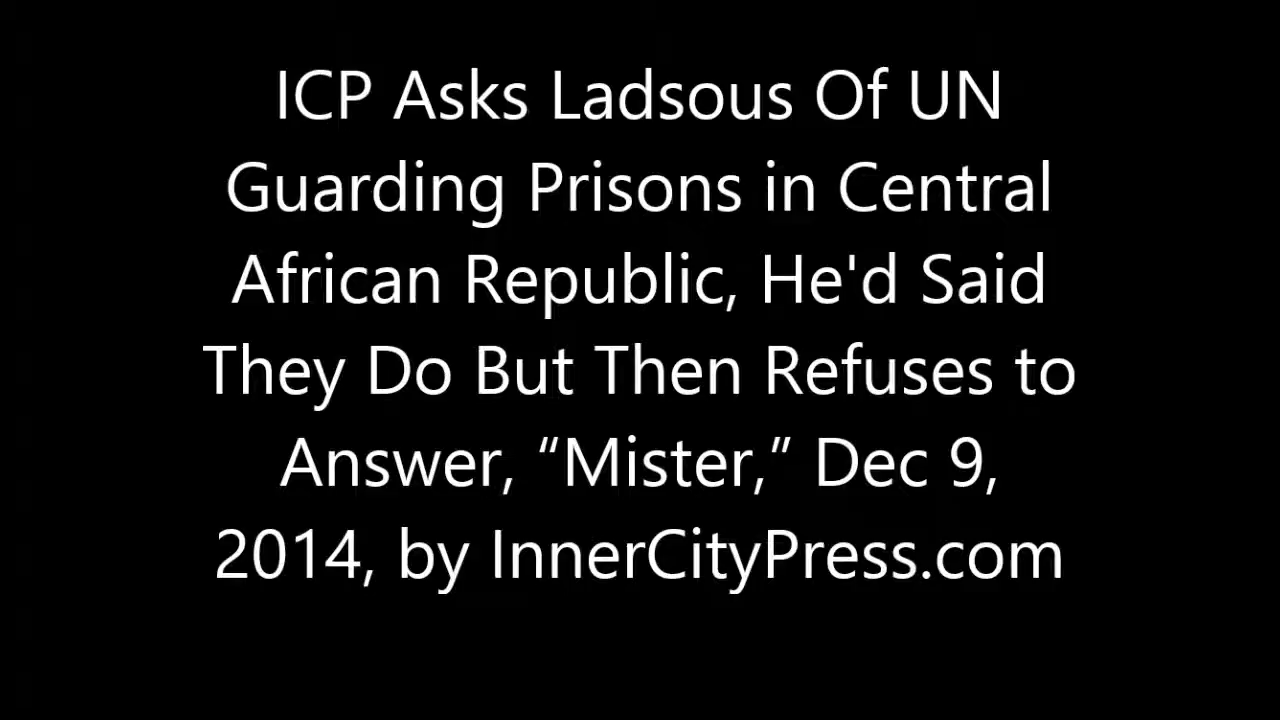 ICP Asks Ladsous Of UN
Guarding Prisons in Central
African Republic, He'd Said
They Do But Then Refuses to
Answer, “Mister,” Dec 9,
2014, by InnerCityPress.com